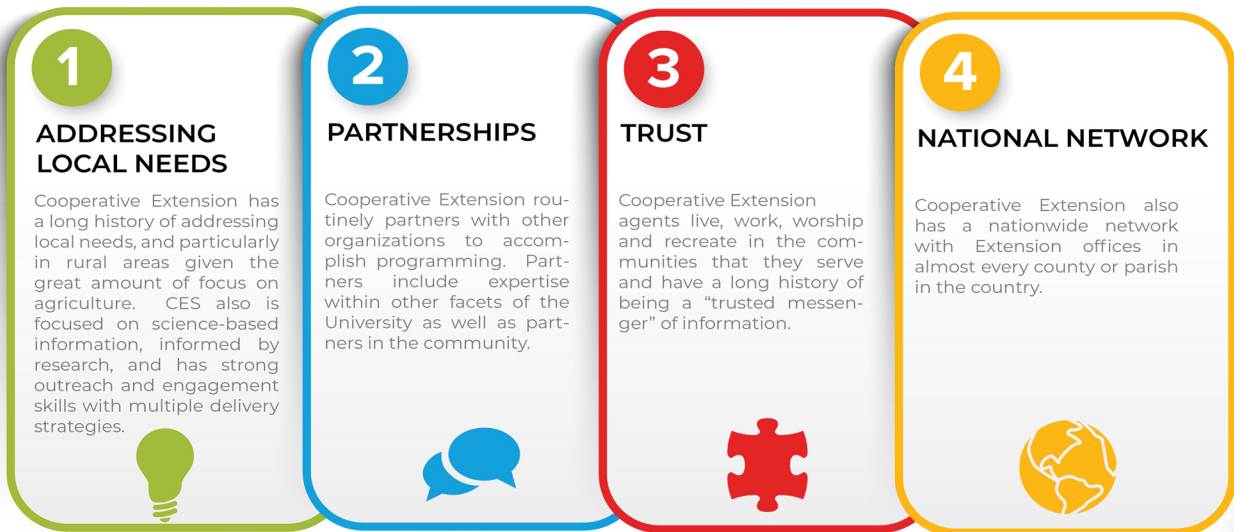 1
ADDRESSING
LOCAL NEEDS
Cooperative Extension has
a long history of addressing
local needs, and particularly
in rural areas given the
great amount of focus on
agriculture. CES also is
focused on science-based
information, informed by
research, and has strong
outreach and engagement
skills with multiple delivery
strategies.
2
PARTNERSHIPS
Cooperative Extension rou-
tinely partners with other
organizations to accom-
plish programming. Part-
ners include expertise
within other facets of the
University as well as part-
ners in the community.
3
TRUST
Cooperative Extension
agents live, work, worship
and recreate in the com-
munities that they serve
and have a long history of
being a “trusted messen-
ger” of information.
4
NATIONAL NETWORK
Cooperative Extension also
has a nationwide network
with Extension offices in
almost every county or parish
in the country.